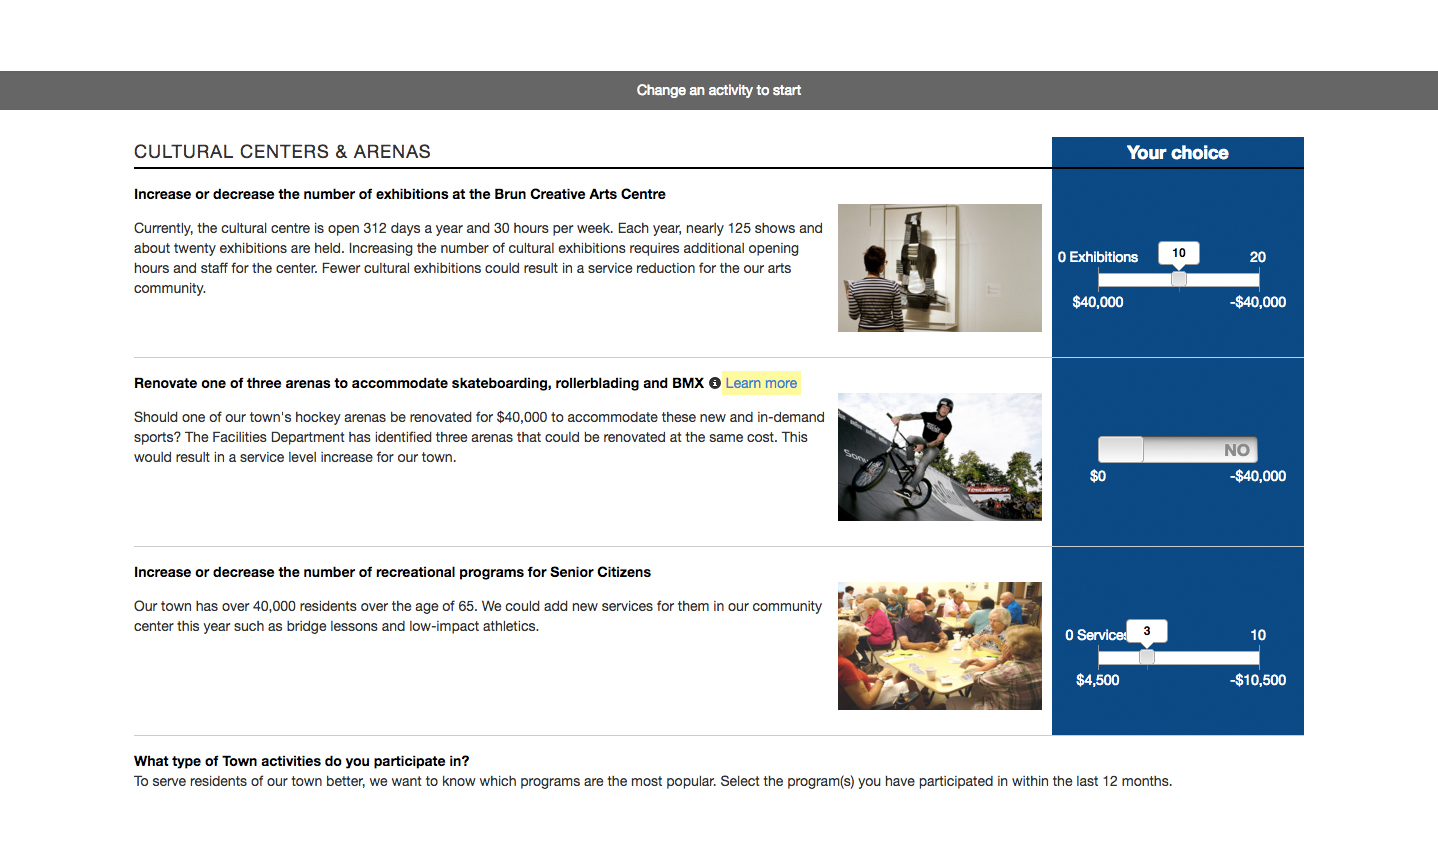 Change an activity to start
CULTURAL CENTERS & ARENAS
Your choice
Increase or decrease the number of exhibitions at the Brun Creative Arts Centre
Currently, the cultural centre is open 312 days a year and 30 hours per week. Each year, nearly 125 shows and
about twenty exhibitions are held. Increasing the number of cultural exhibitions requires additional opening
hours and staff for the center. Fewer cultural exhibitions could result in a service reduction for the our arts
community.
0 Exhibitions 10 20
$40,000 -$40,000
Renovate one of three arenas to accommodate skateboarding, rollerblading and BMX Learn more
Should one of our town's hockey arenas be renovated for $40,000 to accommodate these new and in-demand
sports? The Facilities Department has identified three arenas that could be renovated at the same cost. This
would result in a service level increase for our town.
NO
$0 -$40,000
Increase or decrease the number of recreational programs for Senior Citizens
Our town has over 40,000 residents over the age of 65. We could add new services for them in our community
center this year such as bridge lessons and low-impact athletics.
0 Services 3 10
$4,500 -$10,500
What type of Town activities do you participate in?
To serve residents of our town better, we want to know which programs are the most popular. Select the program(s) you have participated in within the last 12 months.